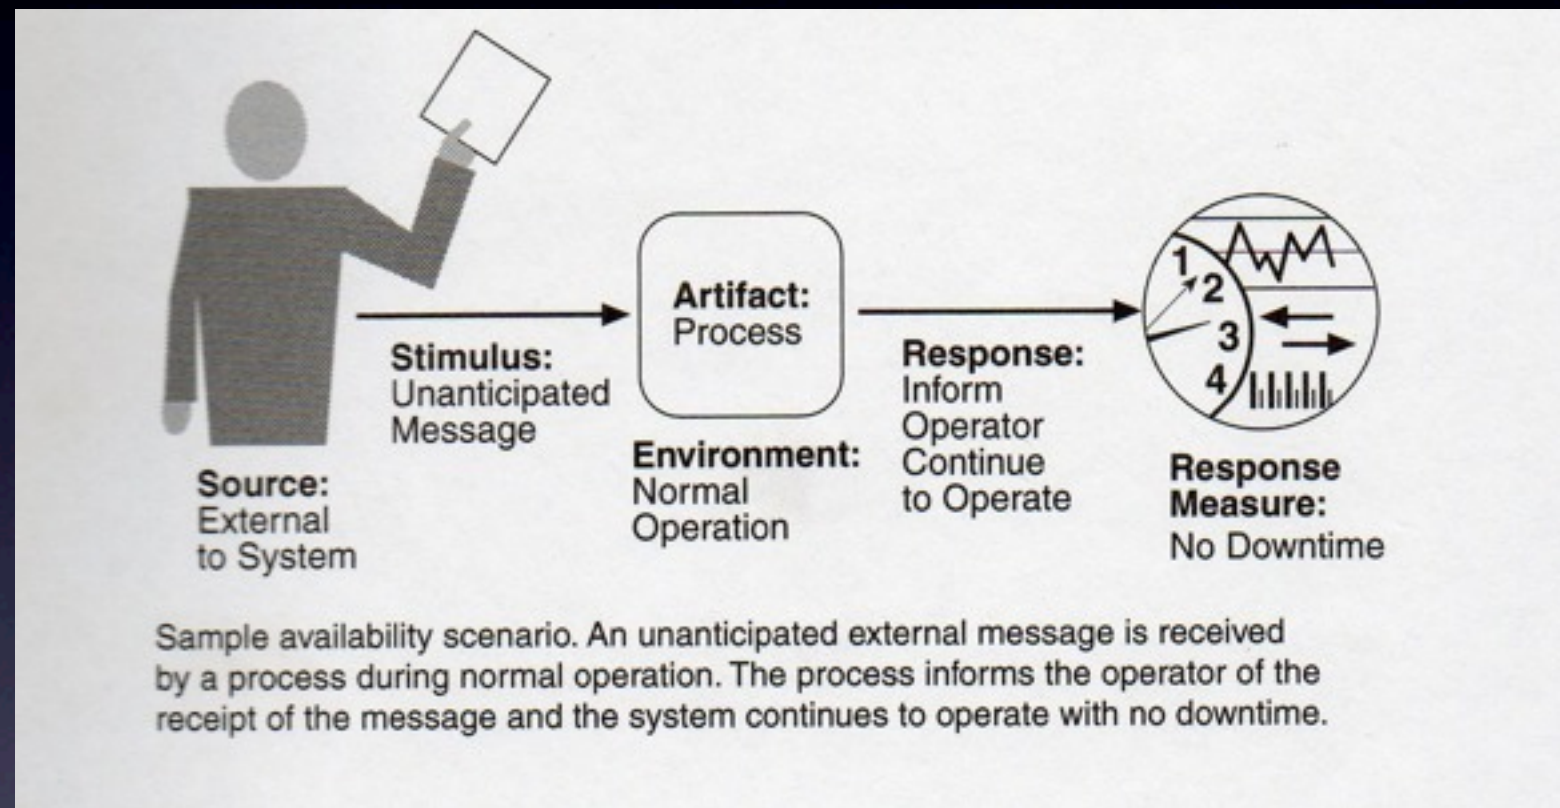 Source:
External
to System
Stimulus:
Unanticipated
Message
Artifact:
Process
Environment:
Normal
Operation
Response:
Inform
Operator
Continue
to Operate
1
2
3
4
Response
Measure:
No Downtime
Sample availability scenario. An unanticipated external message is received
by a process during normal operation. The process informs the operator of the
receipt of the message and the system continues to operate with no downtime.